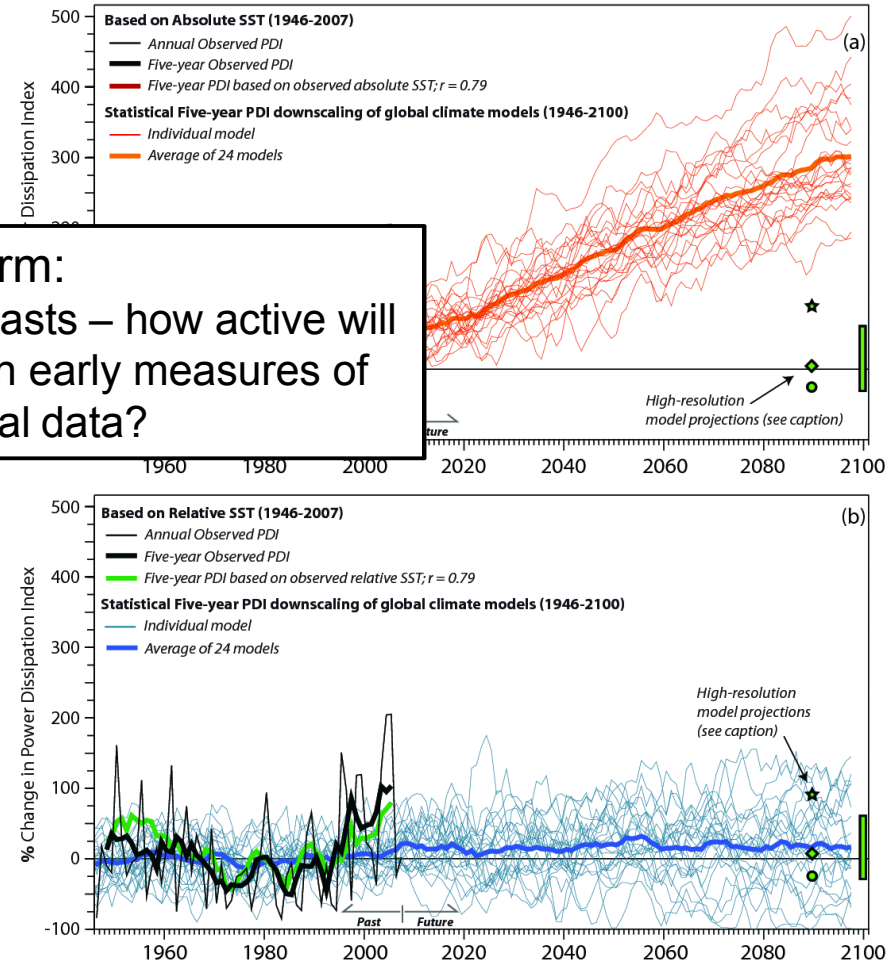 500
Based on Absolute SST (1946-2007)
(a)
Annual Observed PDI
Five-year Observed PDI
400
Five-year PDI based on observed absolute SST; r = 0.79
Statistical Five-year PDI downscaling of global climate models (1946-2100)
Individual model
300
Average of 24 models
Dissipation Index
rm:
asts – how active will
n early measures of
al data?
High-resolution
model projections (see caption)
ture
1960 1980 2000 2020 2040 2060 2080 2100
500
Based on Relative SST (1946-2007)
(b)
Annual Observed PDI
Five-year Observed PDI
400
Five-year PDI based on observed relative SST; r = 0.79
Statistical Five-year PDI downscaling of global climate models (1946-2100)
Individual model
300
Average of 24 models
% Change in Power Dissipation Index
High-resolution
model projections
(see caption)
200
100
0
Past Future
-100
1960 1980 2000 2020 2040 2060 2080 2100